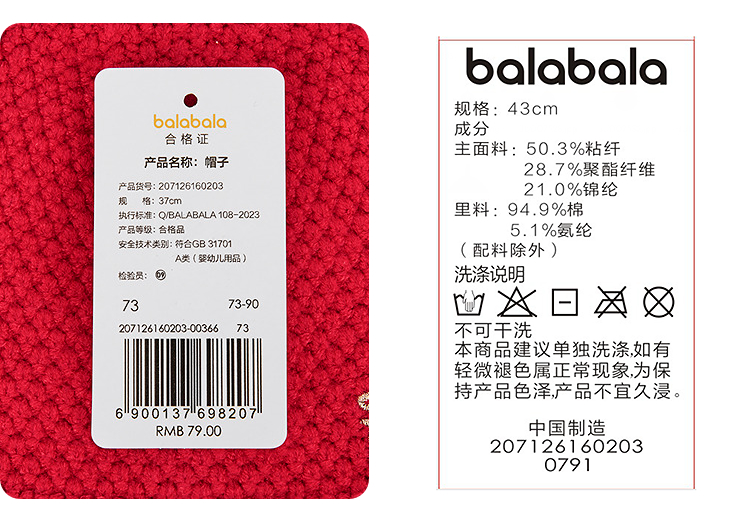 balabala
合格证
产品名称：帽子
产品货号：207126160203
规　格：37cm
执行标准：Q/BALABALA 108-2023
产品等级：合格品
安全技术类别：符合GB 31701
A类（婴幼儿用品）
检验员：09
73 73-90
207126160203-00366 73
6 900137 698207
RMB 79.00
balabala
规格：43cm
成分
主面料：50.3%粘纤
28.7%聚酯纤维
21.0%锦纶
里料：94.9%棉
5.1%氨纶
（配料除外）
洗涤说明
不可干洗
本商品建议单独洗涤,如有
轻微褪色属正常现象,为保
持产品色泽,产品不宜久浸。
中国制造
207126160203
0791